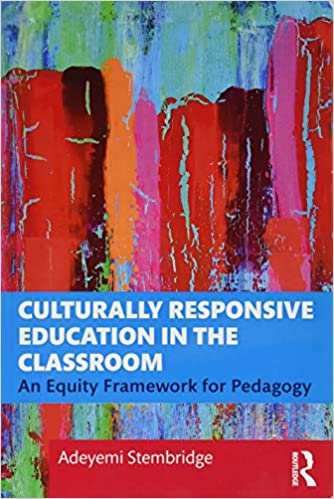 CULTURALLY RESPONSIVE
EDUCATION IN THE
CLASSROOM
An Equity Framework for Pedagogy
Adeyemi Stembridge
ROUTLEDGE